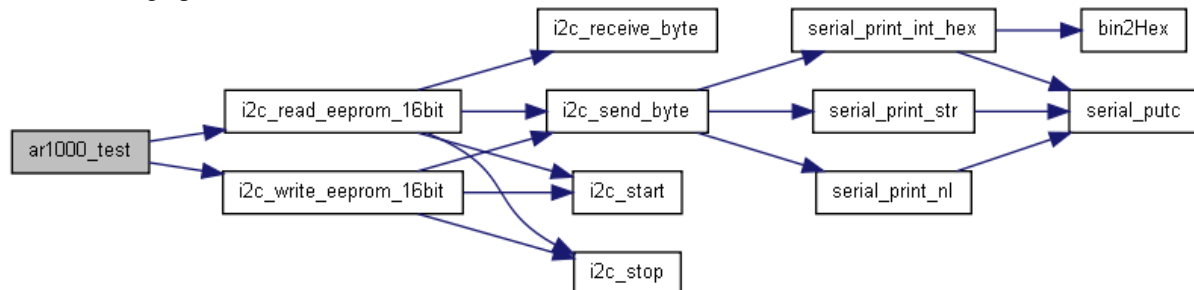 i2c_receive_byte
serial_print_int_hex
bin2Hex
i2c_read_eeprom_16bit
i2c_send_byte
serial_print_str
serial_putc
ar1000_test
i2c_write_eeprom_16bit
i2c_start
serial_print_nl
i2c_stop